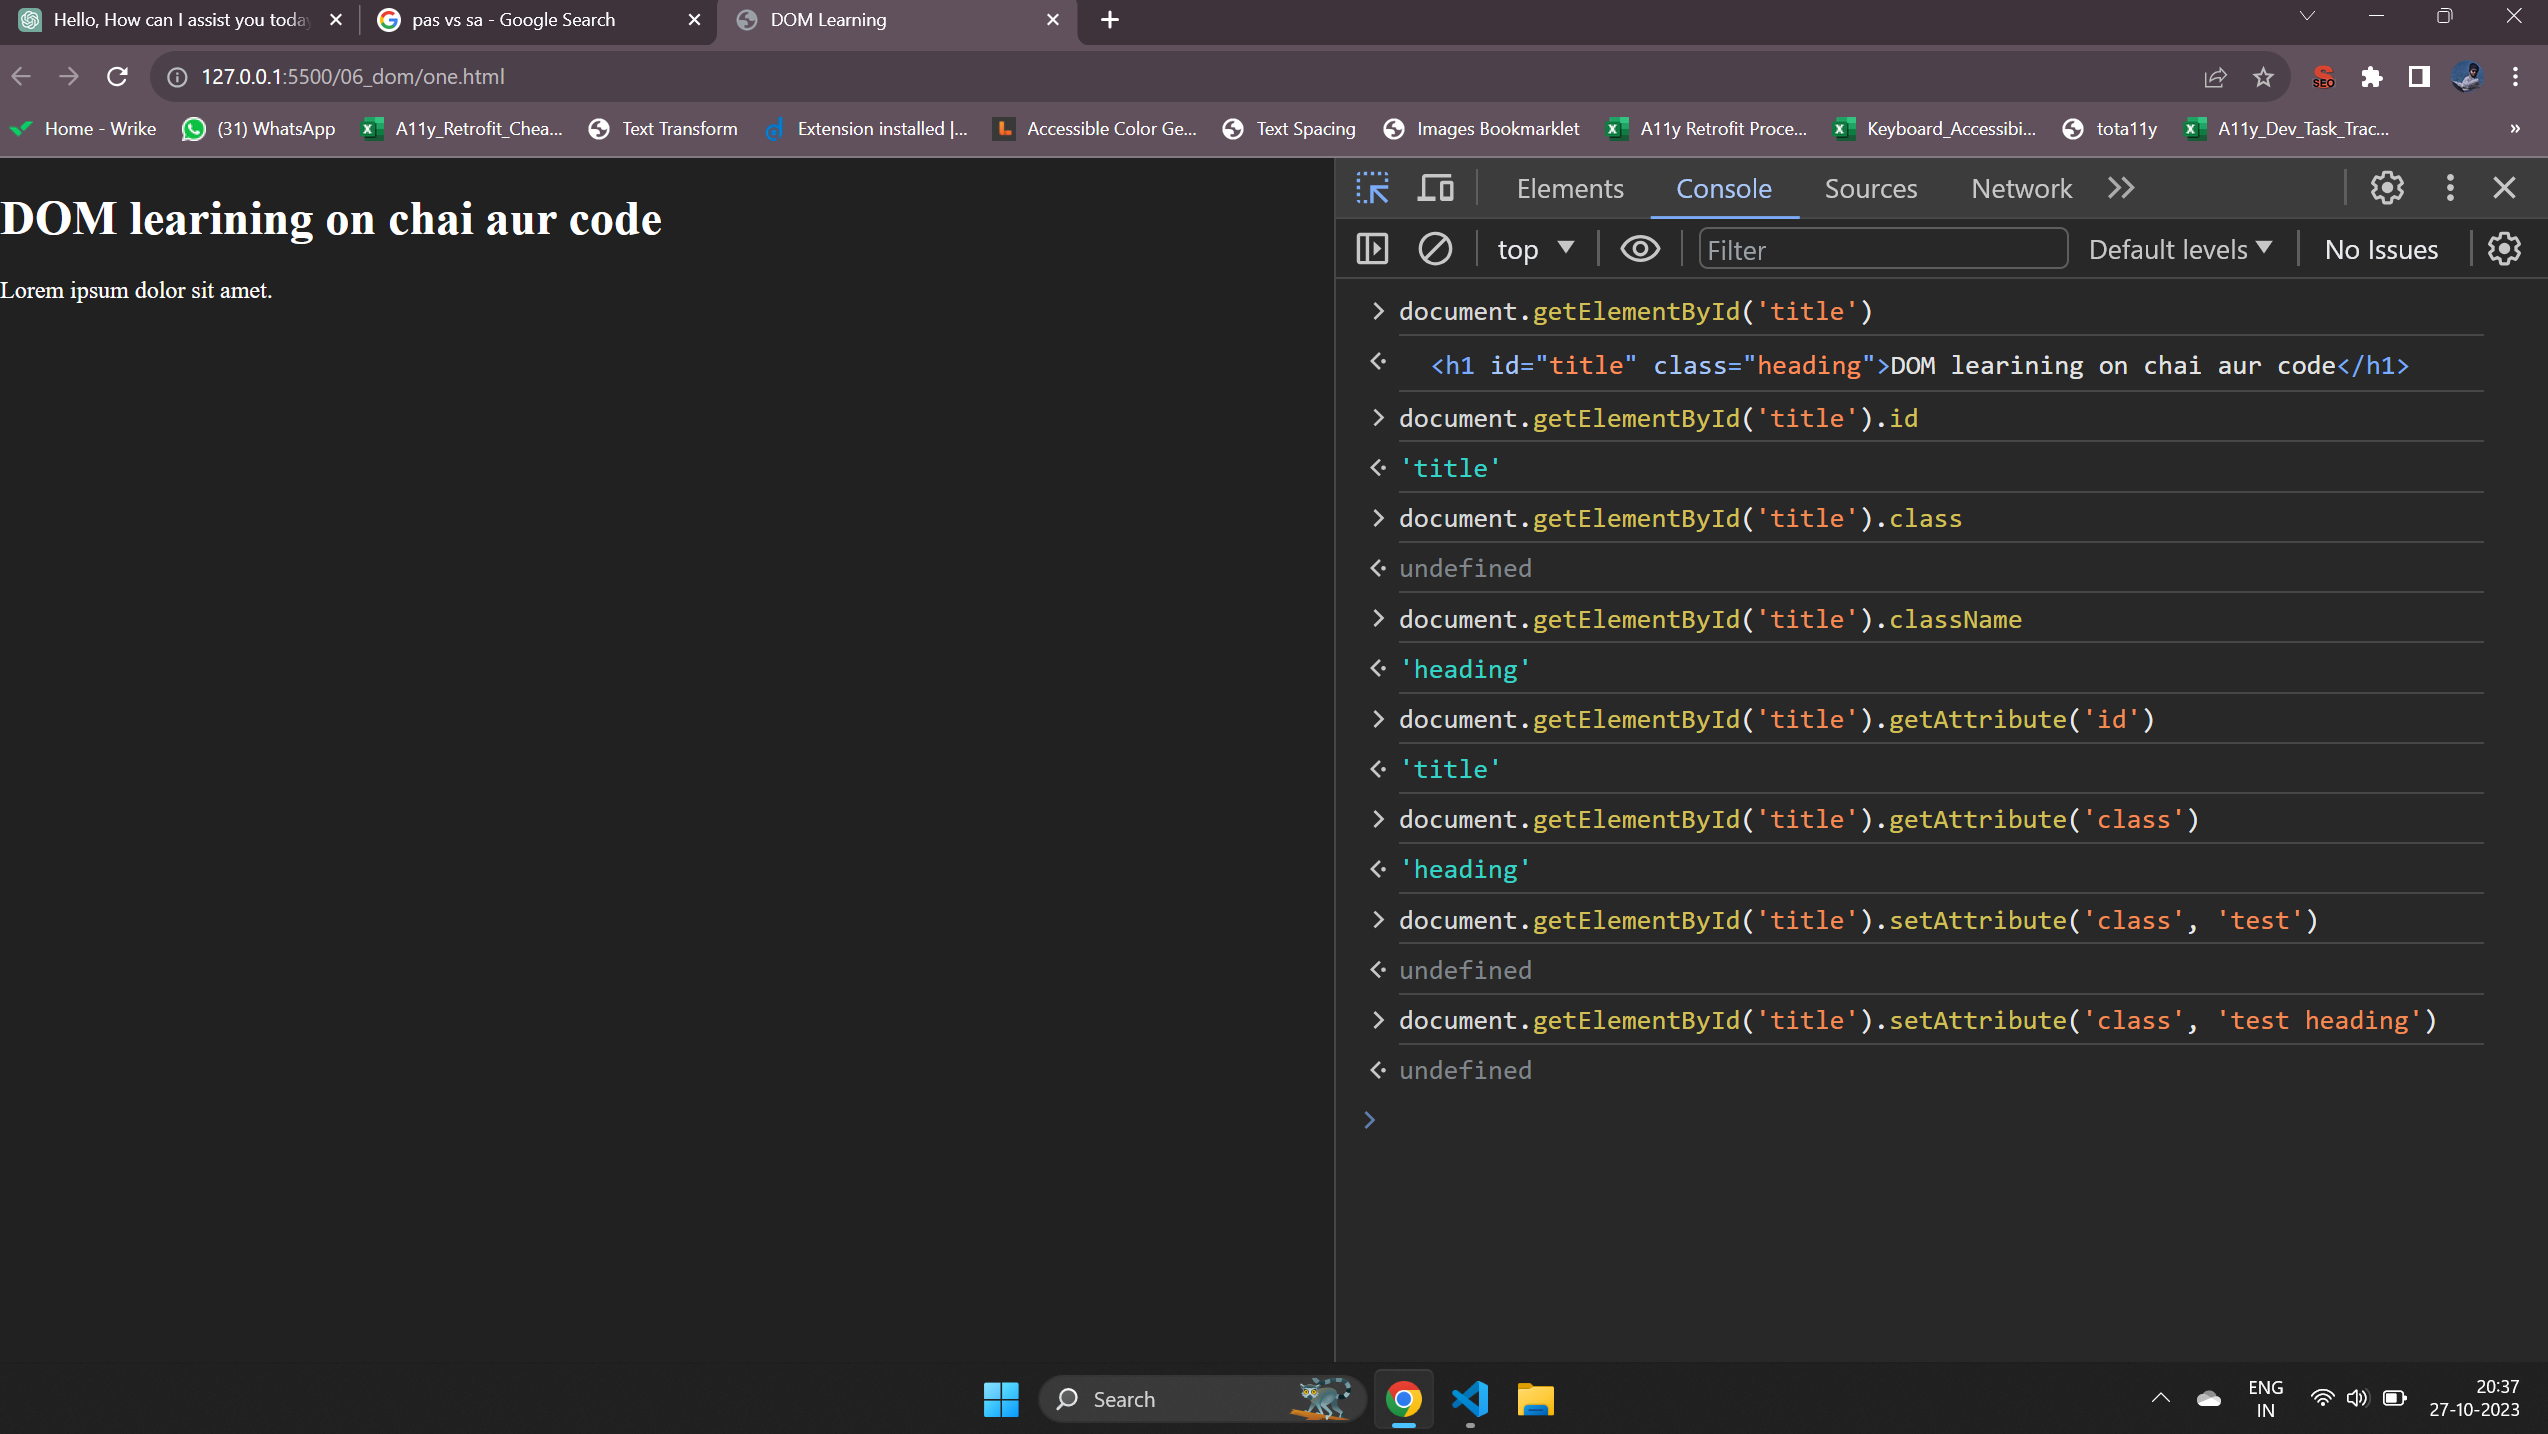 Hello, How can I assist you today
pas vs sa - Google Search
DOM Learning
127.0.0.1:5500/06_dom/one.html
SEO
Home - Wrike
(31) WhatsApp
A11y_Retrofit_Chea...
Text Transform
Extension installed |...
Accessible Color Ge...
Text Spacing
Images Bookmarklet
A11y Retrofit Proce...
Keyboard_Accessibi...
tota11y
A11y_Dev_Task_Trac...
DOM learining on chai aur code
Lorem ipsum dolor sit amet.
Elements Console Sources Network
top Filter Default levels No Issues
document.getElementById('title')
<h1 id="title" class="heading">DOM learining on chai aur code</h1>
document.getElementById('title').id
'title'
document.getElementById('title').class
undefined
document.getElementById('title').className
'heading'
document.getElementById('title').getAttribute('id')
'title'
document.getElementById('title').getAttribute('class')
'heading'
document.getElementById('title').setAttribute('class', 'test')
undefined
document.getElementById('title').setAttribute('class', 'test heading')
undefined
Search
ENG
IN
20:37
27-10-2023